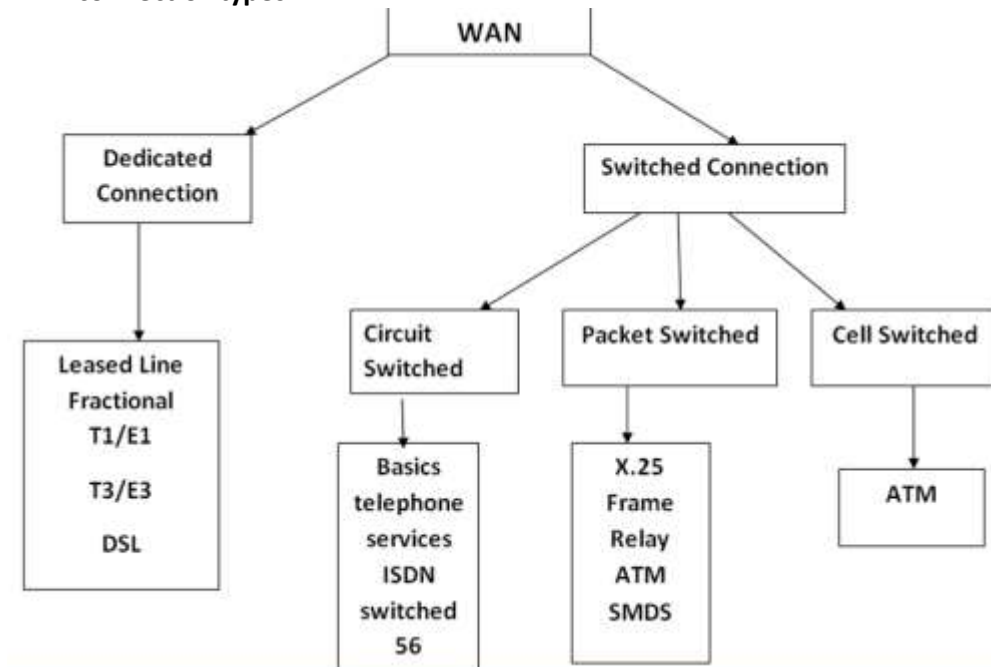 WAN
Dedicated
Connection
Switched Connection
Circuit
Switched
Packet Switched
Cell Switched
Leased Line
Fractional
T1/E1
T3/E3
DSL
Basics
telephone
services
ISDN
switched
56
X.25
Frame
Relay
ATM
SMDS
ATM